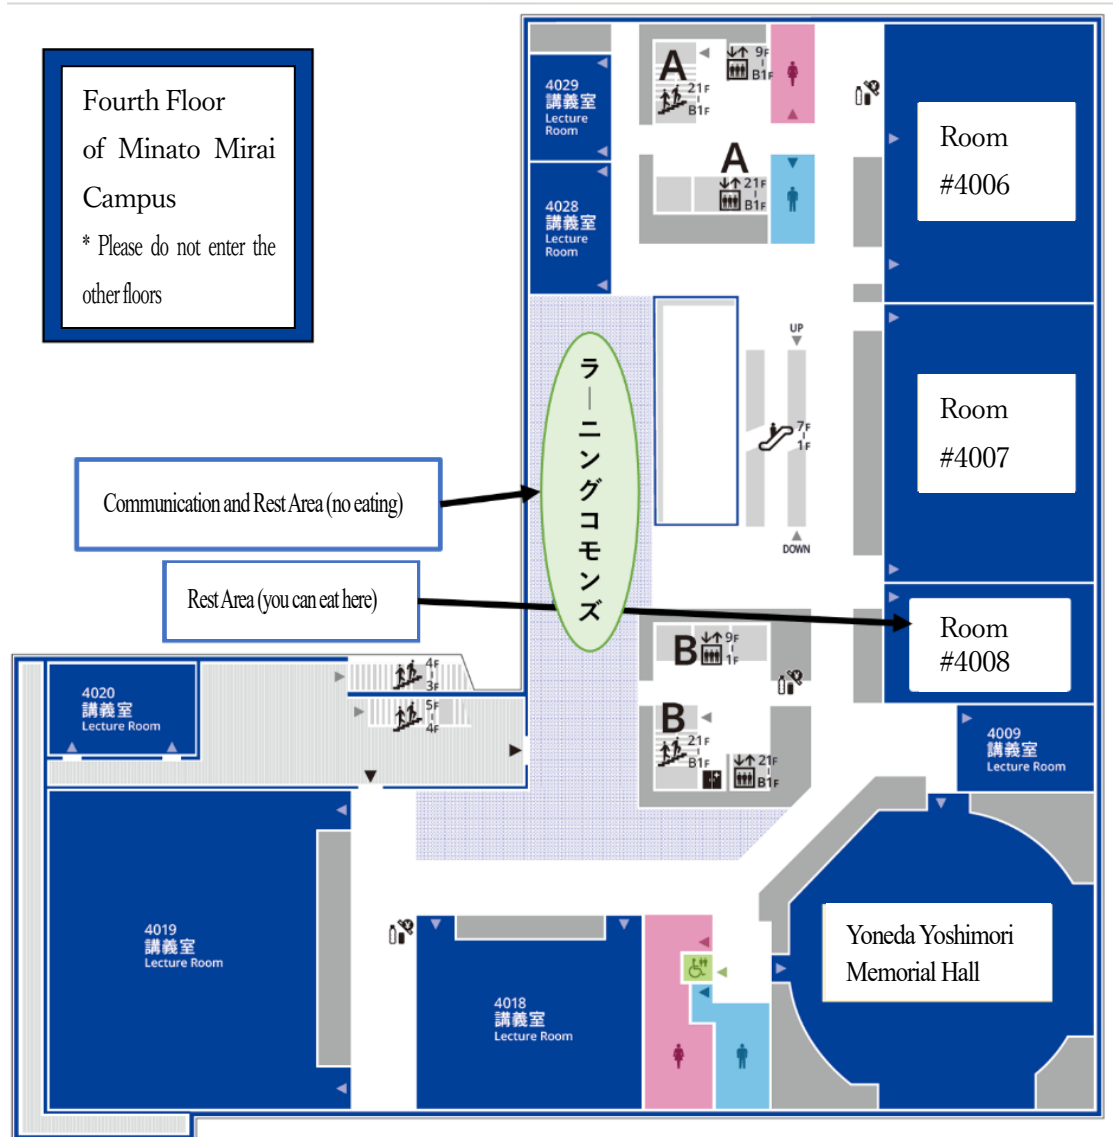 Fourth Floor
of Minato Mirai
Campus
* Please do not enter the
other floors
4029
講義室
Lecture
Room
4028
講義室
Lecture
Room
A
21F
B1F
9F
B1F
A
21F
B1F
Room
#4006
UP
7F
1F
DOWN
Room
#4007
ラーニングコモンズ
Communication and Rest Area (no eating)
Rest Area (you can eat here)
Room
#4008
B
9F
1F
B
21F
B1F
21F
B1F
4F
3F
5F
4F
4020
講義室
Lecture Room
4009
講義室
Lecture Room
4019
講義室
Lecture Room
4018
講義室
Lecture Room
Yoneda Yoshimori
Memorial Hall